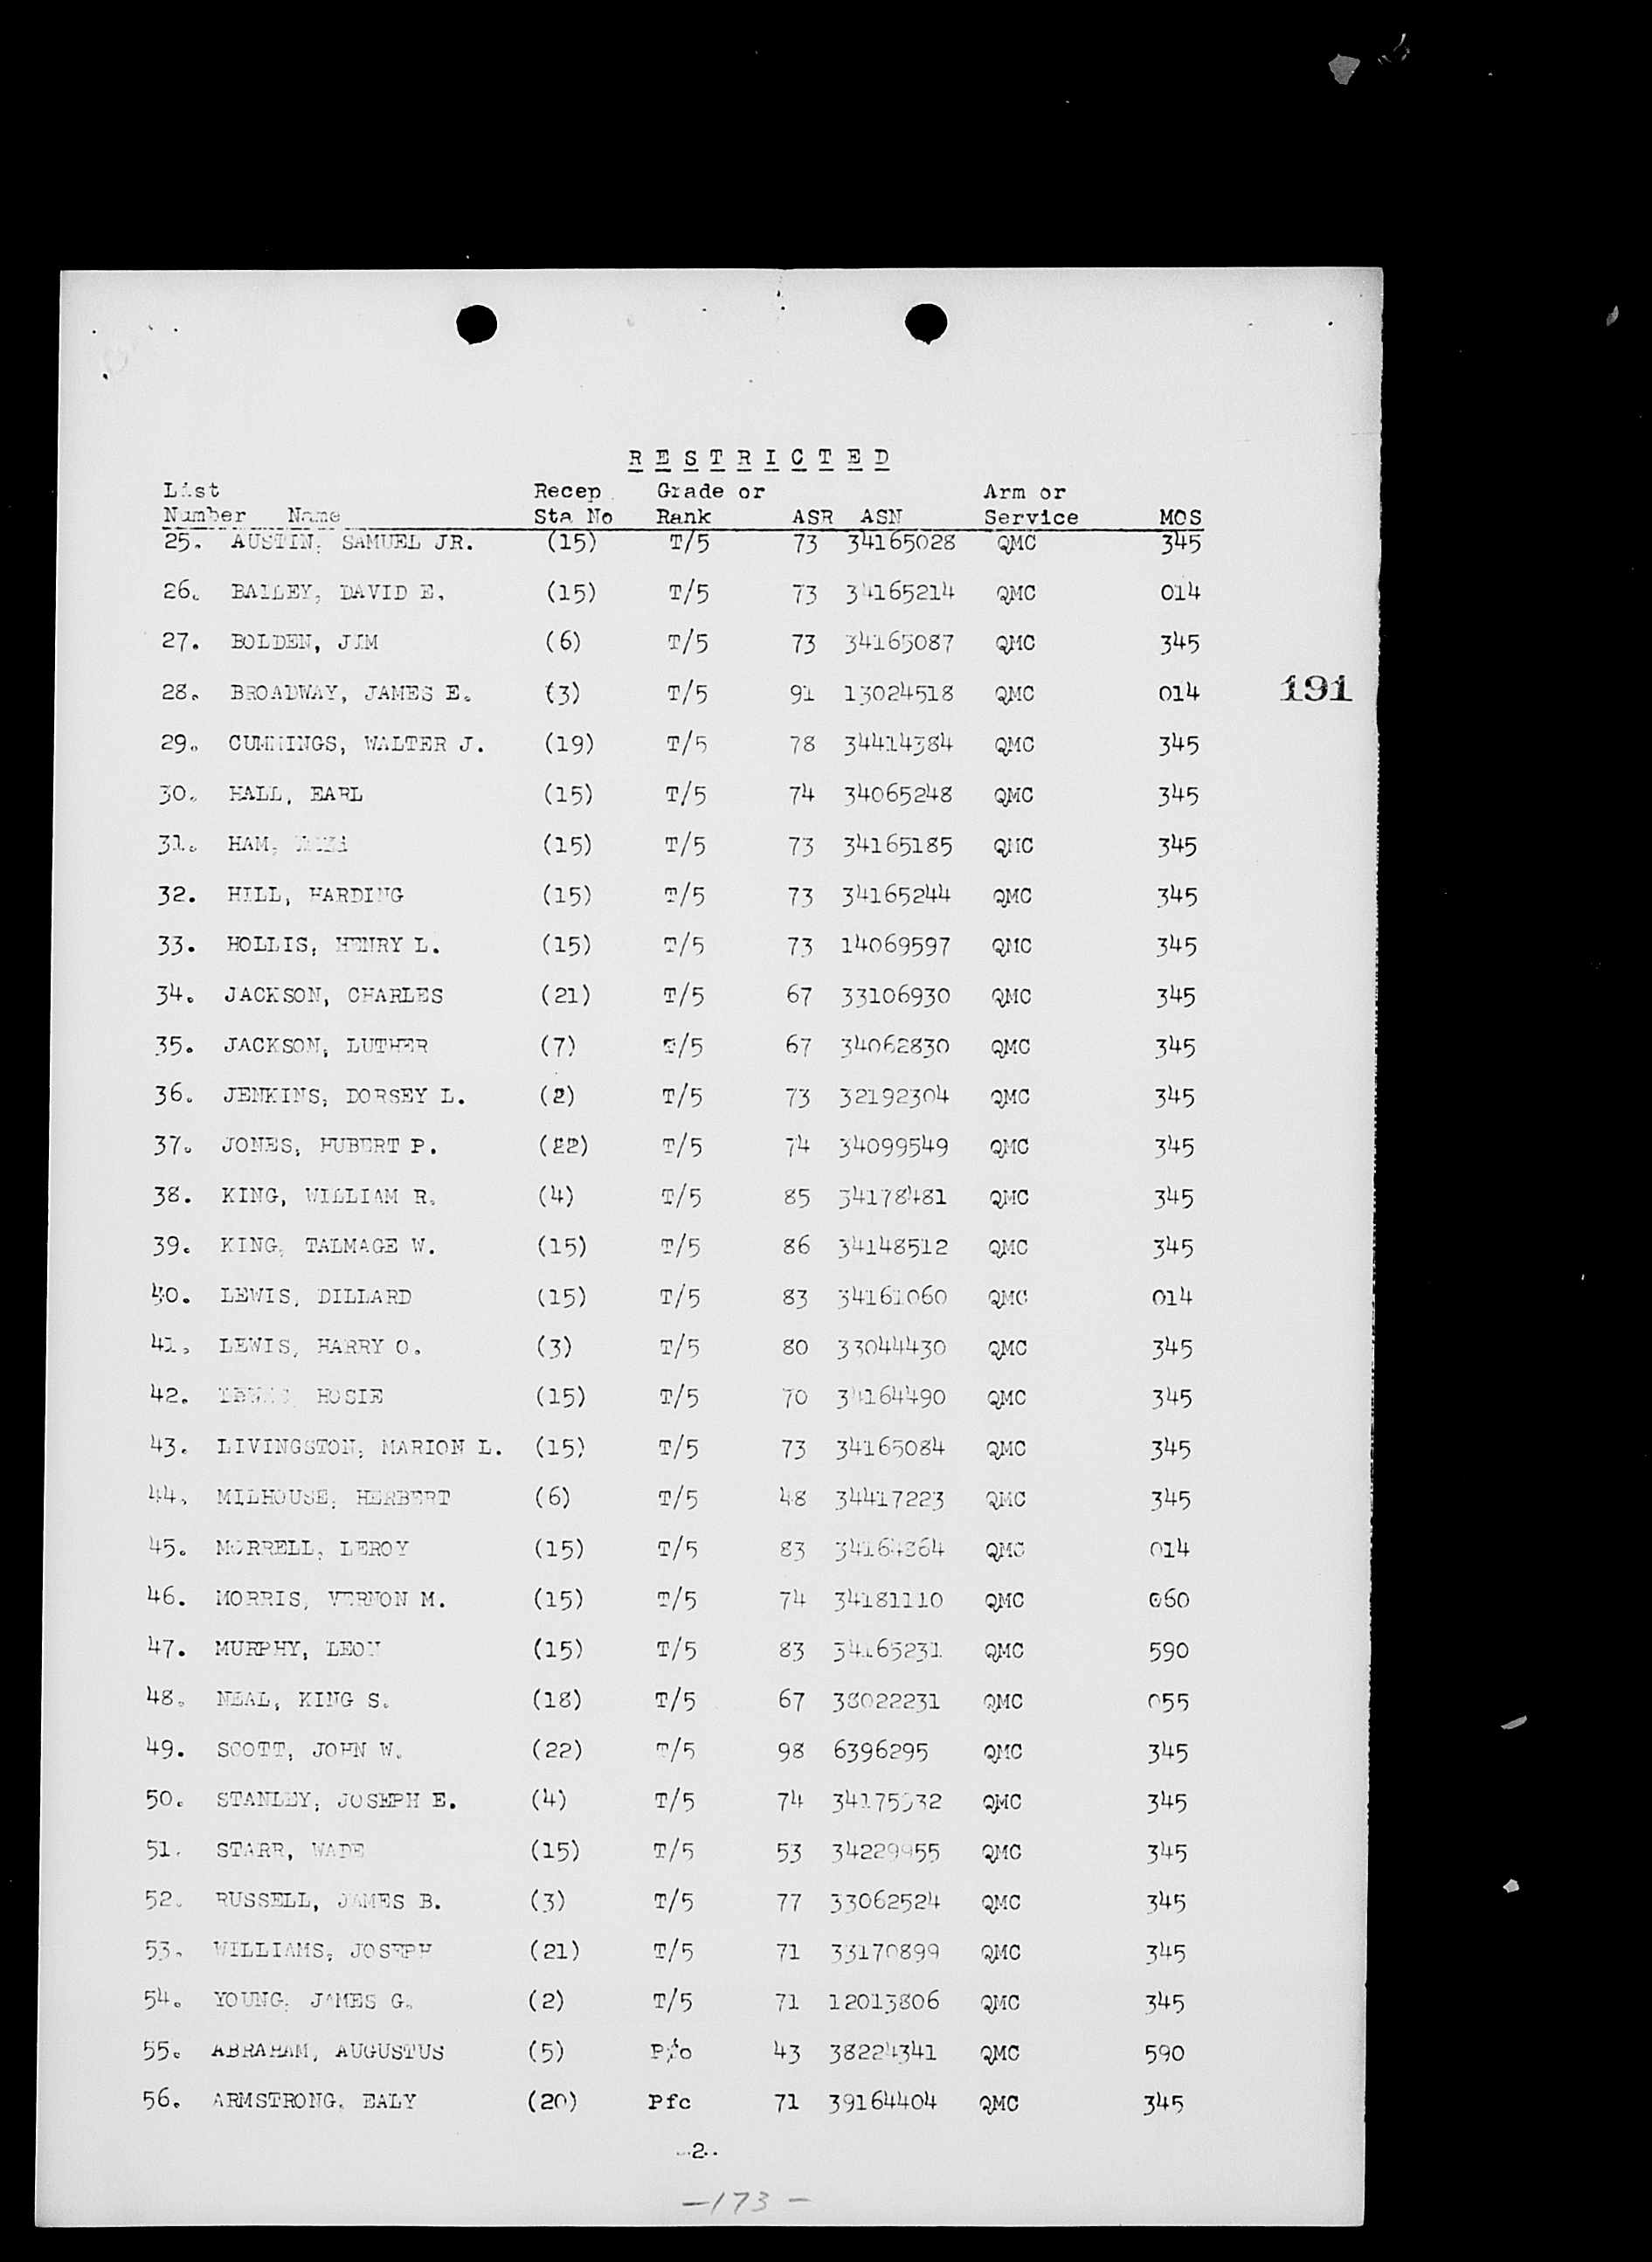 R E S T R I C T E D
List Recep Grade or Arm or
Number Name Sta No Rank ASR ASN Service MOS
25. AUSTIN, SAMUEL JR. (15) T/5 73 34165028 QMC 345
26. BAILEY, DAVID E. (15) T/5 73 34165214 QMC 014
27. BOLDEN, JIM (6) T/5 73 34165087 QMC 345
28. BROADWAY, JAMES E. (3) T/5 91 13024518 QMC 014
191
29. CUMMINGS, WALTER J. (19) T/5 78 34414384 QMC 345
30. HALL, EARL (15) T/5 74 34065248 QMC 345
31. HAM, (15) T/5 73 34165185 QMC 345
32. HILL, HARDING (15) T/5 73 34165244 QMC 345
33. HOLLIS, HENRY L. (15) T/5 73 14069597 QMC 345
34. JACKSON, CHARLES (21) T/5 67 33106930 QMC 345
35. JACKSON, LUTHER (7) T/5 67 34062830 QMC 345
36. JENKINS, DORSEY L. (2) T/5 73 32192304 QMC 345
37. JONES, HUBERT P. (22) T/5 74 34099549 QMC 345
38. KING, WILLIAM R. (4) T/5 85 34178481 QMC 345
39. KING, TALMAGE W. (15) T/5 86 34148512 QMC 345
40. LEWIS, DILLARD (15) T/5 83 34161060 QMC 014
41. LEWIS, HARRY O. (3) T/5 80 33044430 QMC 345
42. HOSIE (15) T/5 70 34164490 QMC 345
43. LIVINGSTON, MARION L. (15) T/5 73 34165084 QMC 345
44. MILHOUSE, HERBERT (6) T/5 48 34417223 QMC 345
45. MORRELL, LEROY (15) T/5 83 34164364 QMC 014
46. MORRIS, VERNON M. (15) T/5 74 34181110 QMC 060
47. MURPHY, LEON (15) T/5 83 34165231 QMC 590
48. NEAL, KING S. (18) T/5 67 38022231 QMC 055
49. SCOTT, JOHN W. (22) T/5 98 6396295 QMC 345
50. STANLEY, JOSEPH E. (4) T/5 74 QMC 345
51. STARR, WADE (15) T/5 53 34229955 QMC 345
52. RUSSELL, JAMES B. (3) T/5 77 33062524 QMC 345
53. WILLIAMS, JOSEPH (21) T/5 71 33170899 QMC 345
54. YOUNG, JAMES G. (2) T/5 71 12013806 QMC 345
55. ABRAHAM, AUGUSTUS (5) Pfc 43 38224341 QMC 590
56. ARMSTRONG, EALY (20) Pfc 71 39164404 QMC 345
-2-
-173-